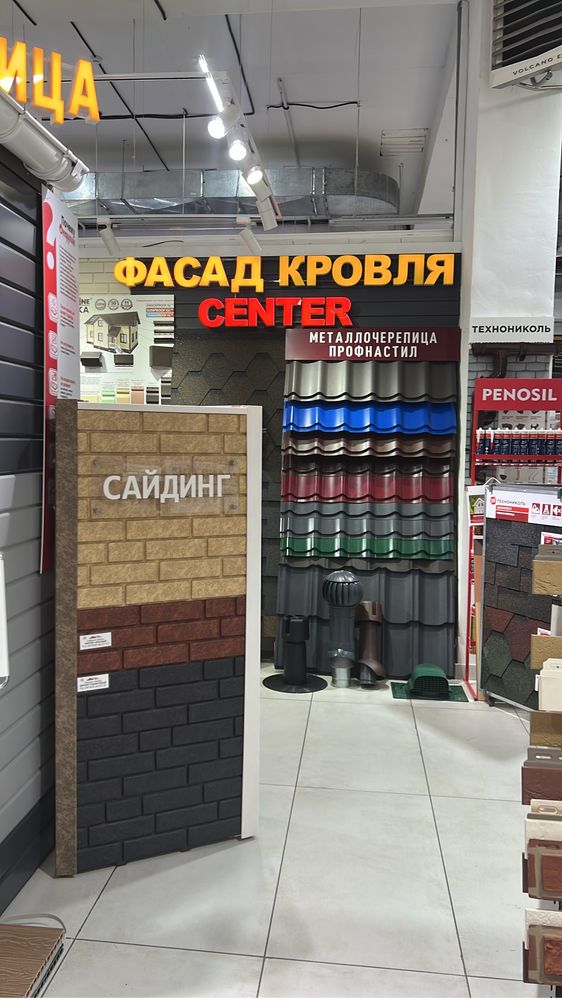 ИЦА
VOLCANO
ФАСАД КРОВЛЯ
CENTER
МЕТАЛЛОЧЕРЕПИЦА
ПРОФНАСТИЛ
ТЕХНОНИКОЛЬ
PENOSIL
ТЕХНОНИКОЛЬ
САЙДИНГ